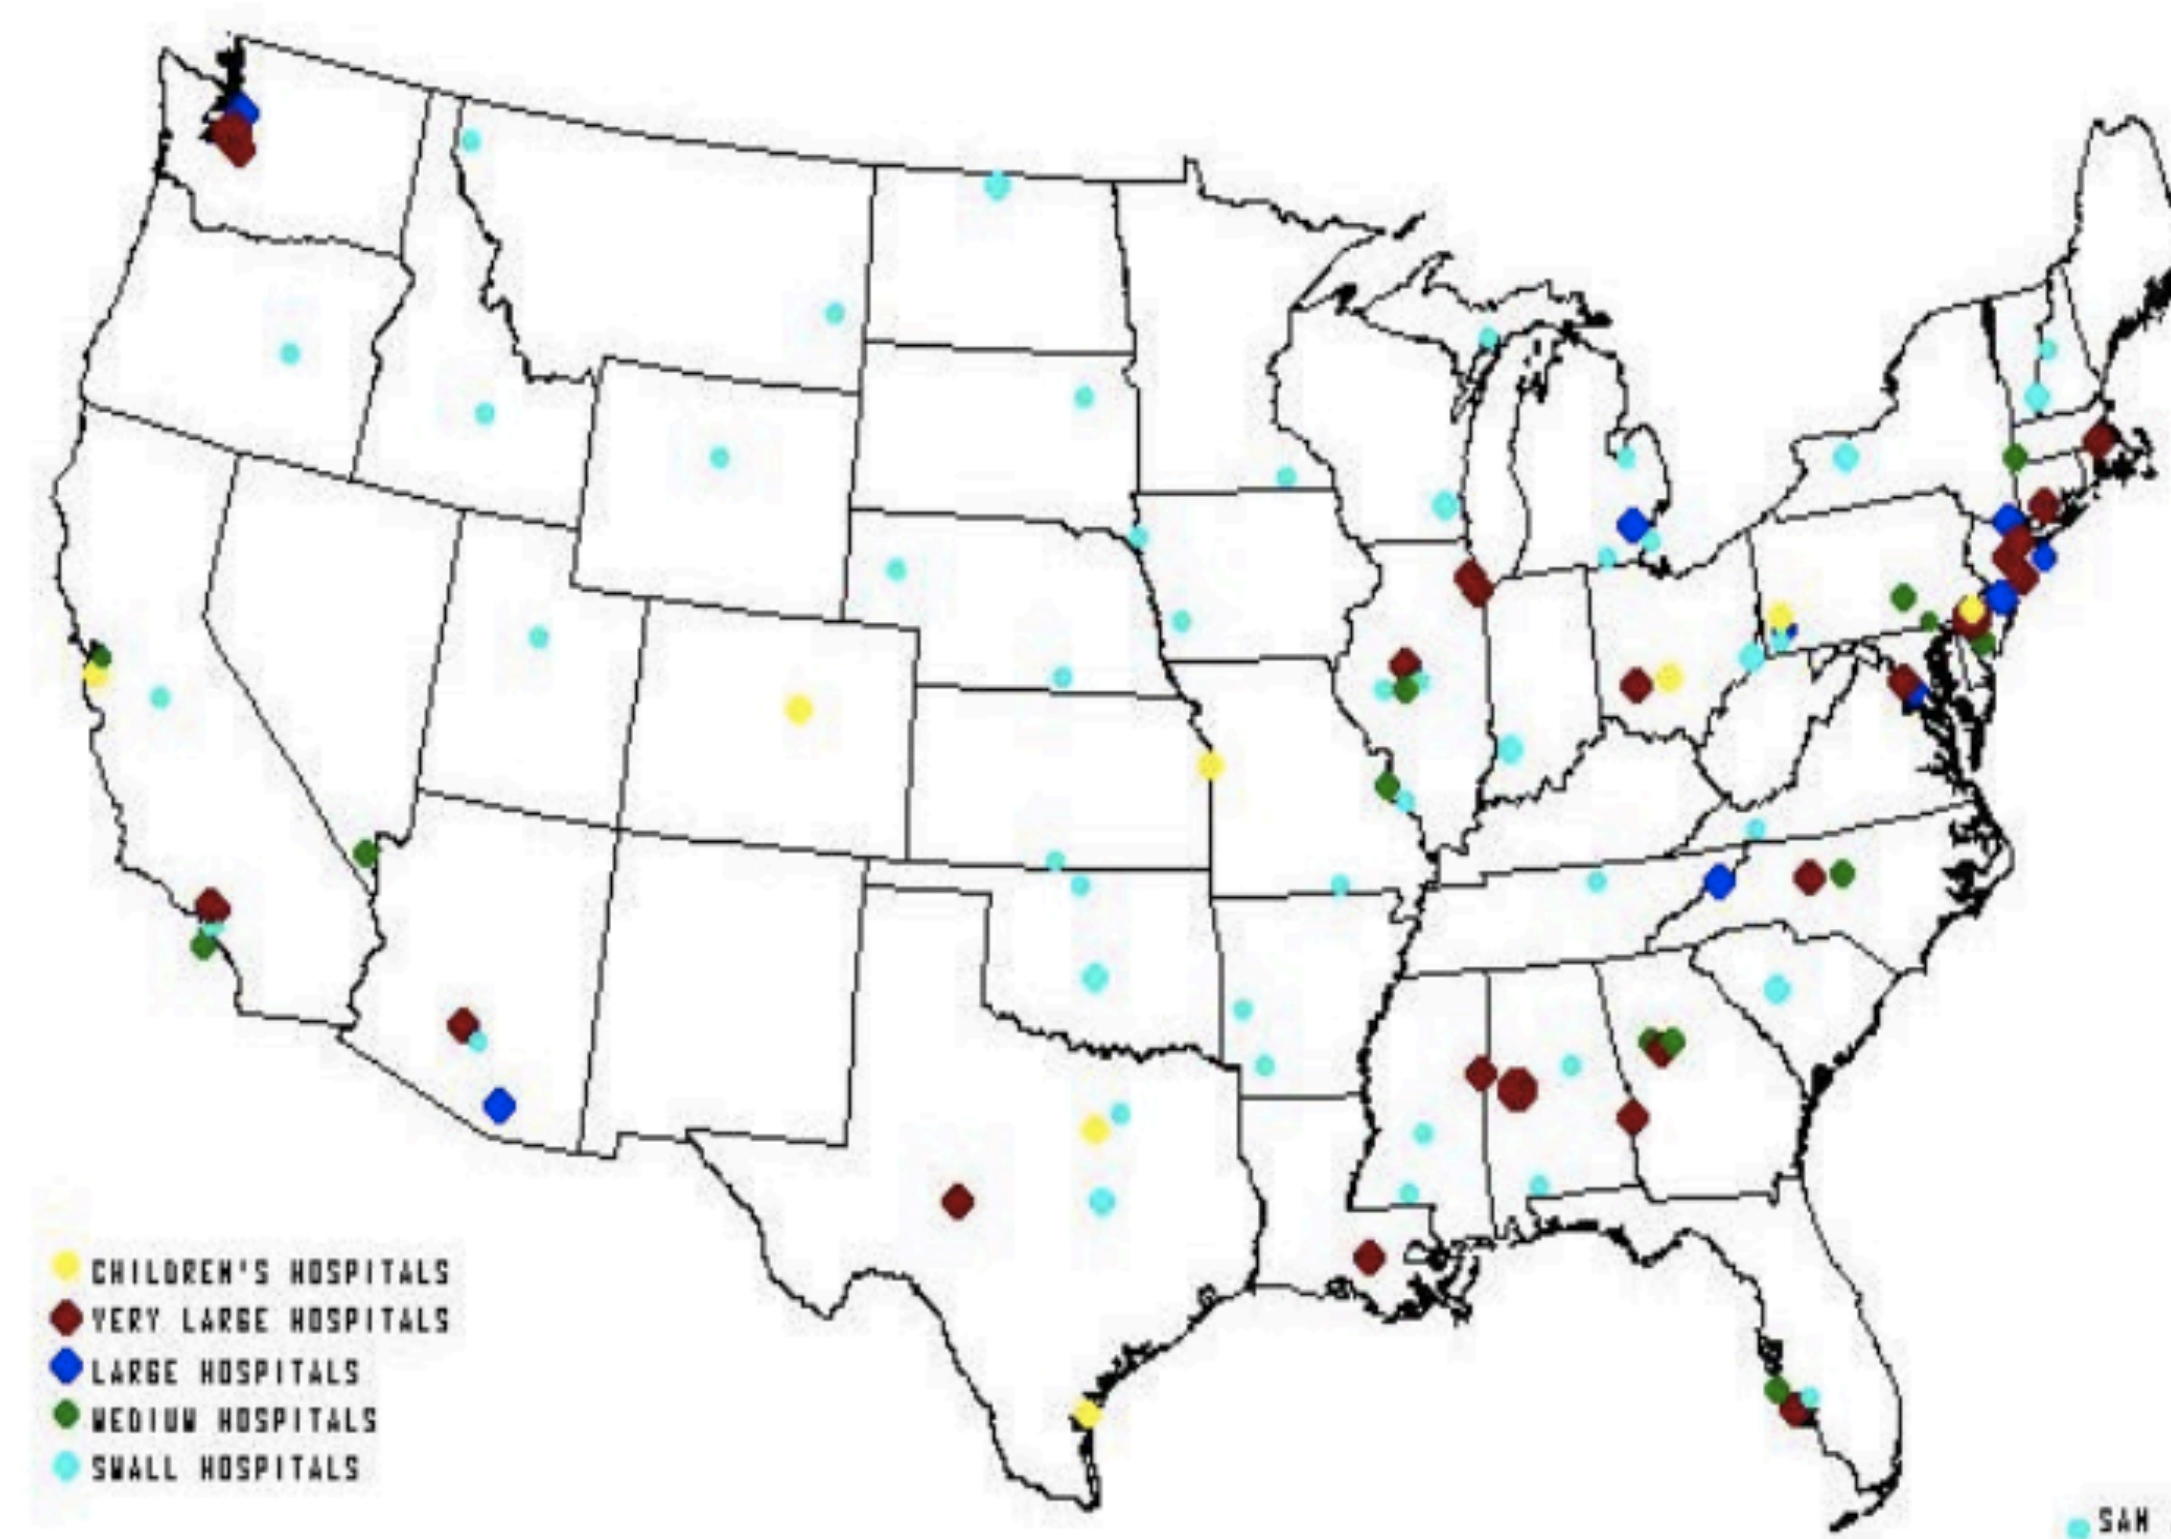 CHILDREN'S HOSPITALS
VERY LARGE HOSPITALS
LARGE HOSPITALS
MEDIUM HOSPITALS
SMALL HOSPITALS
SAN